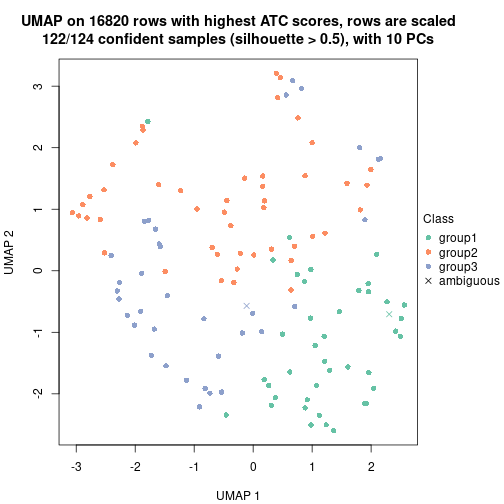 UMAP on 16820 rows with highest ATC scores, rows are scaled
122/124 confident samples (silhouette > 0.5), with 10 PCs
3
2
1
0
-1
-2
UMAP 2
-3
-2
-1
0
1
2
UMAP 1
Class
group1
group2
group3
ambiguous